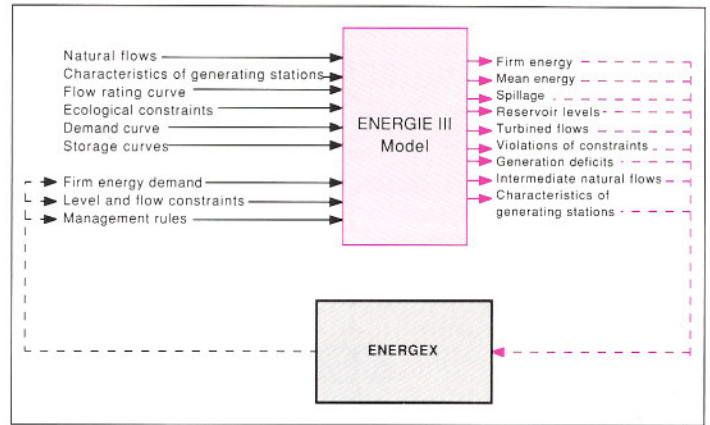 Natural flows
Characteristics of generating stations
Flow rating curve
Ecological constraints
Demand curve
Storage curves
Firm energy demand
Level and flow constraints
Management rules
ENERGIE III
Model
Firm energy
Mean energy
Spillage
Reservoir levels
Turbined flows
Violations of constraints
Generation deficits
Intermediate natural flows
Characteristics of
generating stations
ENERGEX